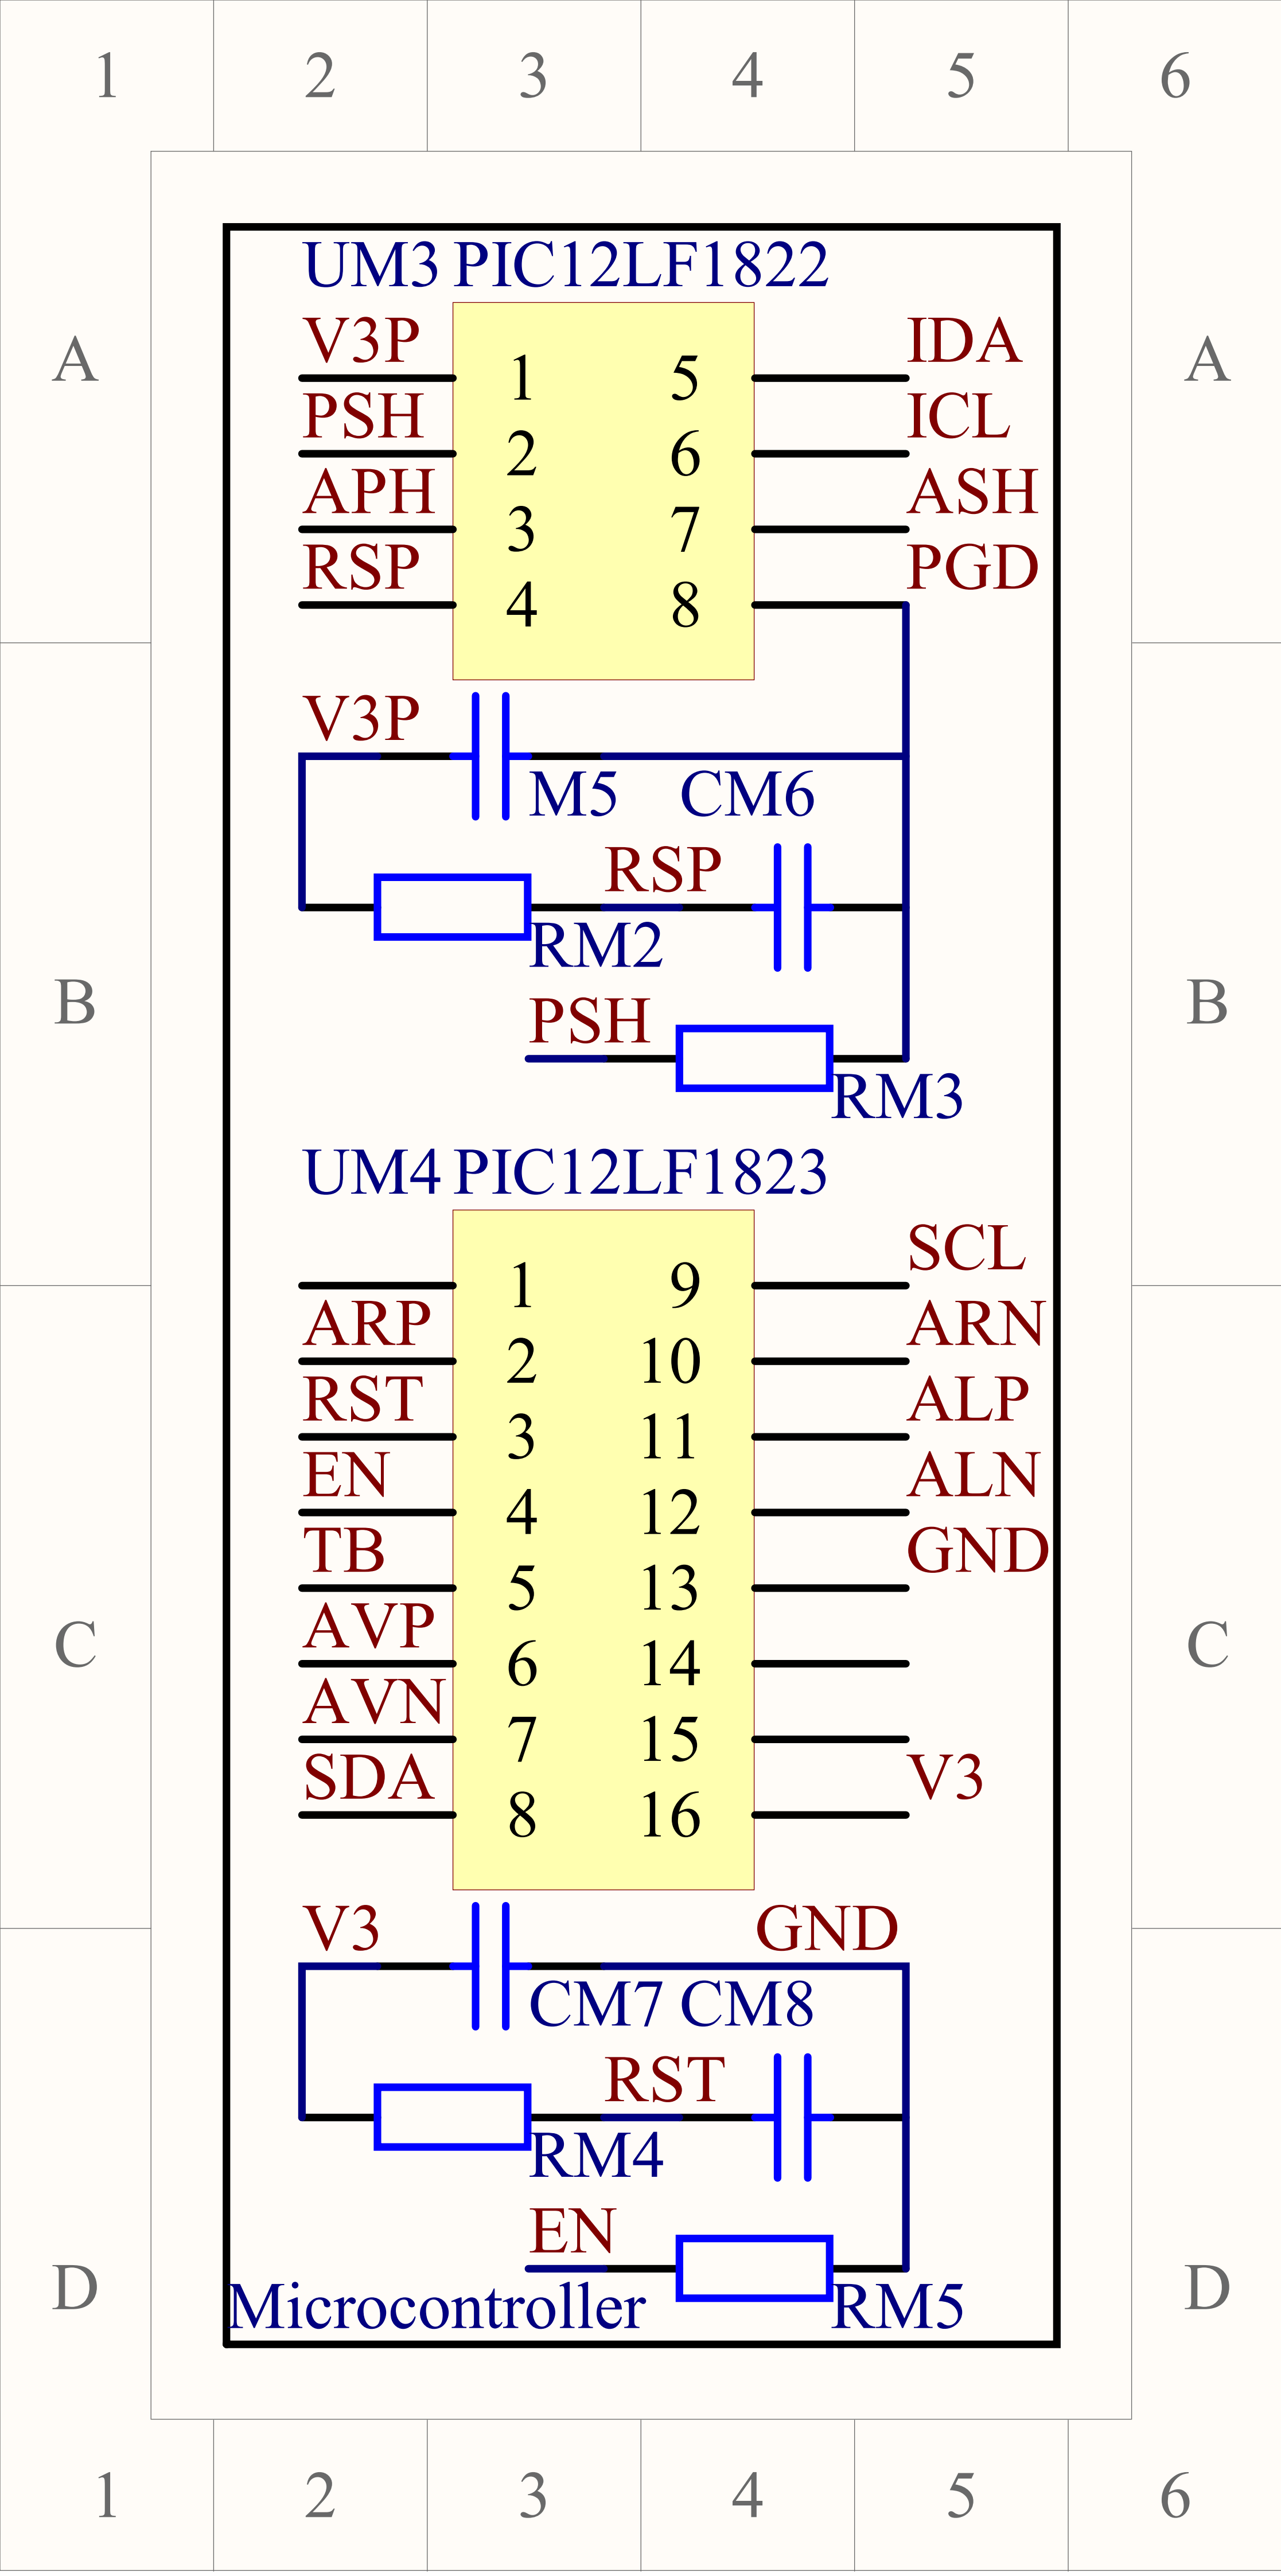 1 2 3 4 5 6
UM3 PIC12LF1822
V3P IDA
1 5
PSH ICL
2 6
A A
APH ASH
3 7
RSP PGD
4 8
V3P
M5 CM6
RSP
RM2
B B
PSH
RM3
UM4 PIC12LF1823
SCL
1 9
ARP ARN
2 10
RST ALP
3 11
EN ALN
4 12
TB GND
5 13
AVP
C C
6 14
AVN
7 15
SDA V3
8 16
V3 GND
CM7 CM8
RST
RM4
EN
D D
Microcontroller RM5
1 2 3 4 5 6